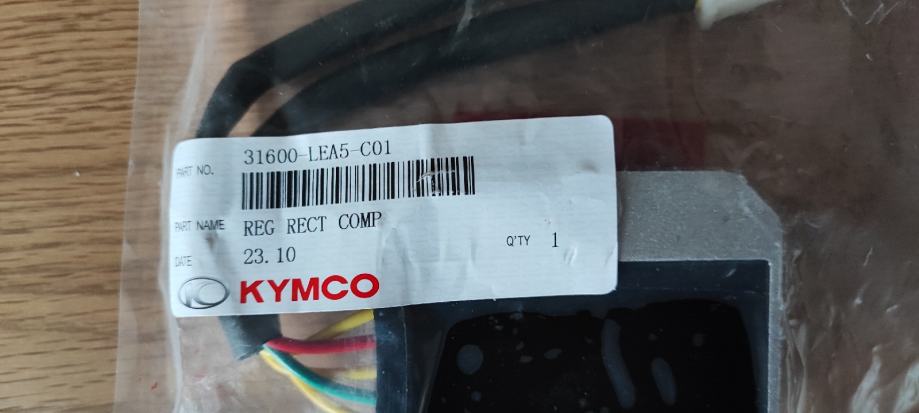 PART NO. 31600-LEA5-C01
PART NAME REG RECT COMP
DATE 23.10 Q'TY 1
KYMCO